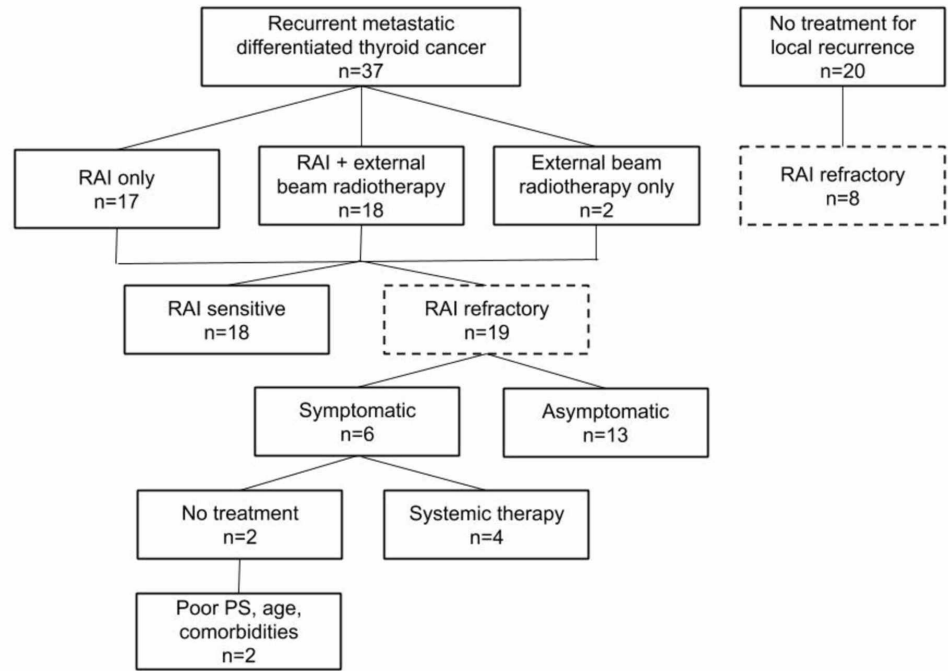 Recurrent metastatic
differentiated thyroid cancer
n=37
No treatment for
local recurrence
n=20
RAI only
n=17
RAI + external
beam radiotherapy
n=18
External beam
radiotherapy only
n=2
RAI refractory
n=8
RAI sensitive
n=18
RAI refractory
n=19
Symptomatic
n=6
Asymptomatic
n=13
No treatment
n=2
Systemic therapy
n=4
Poor PS, age,
comorbidities
n=2